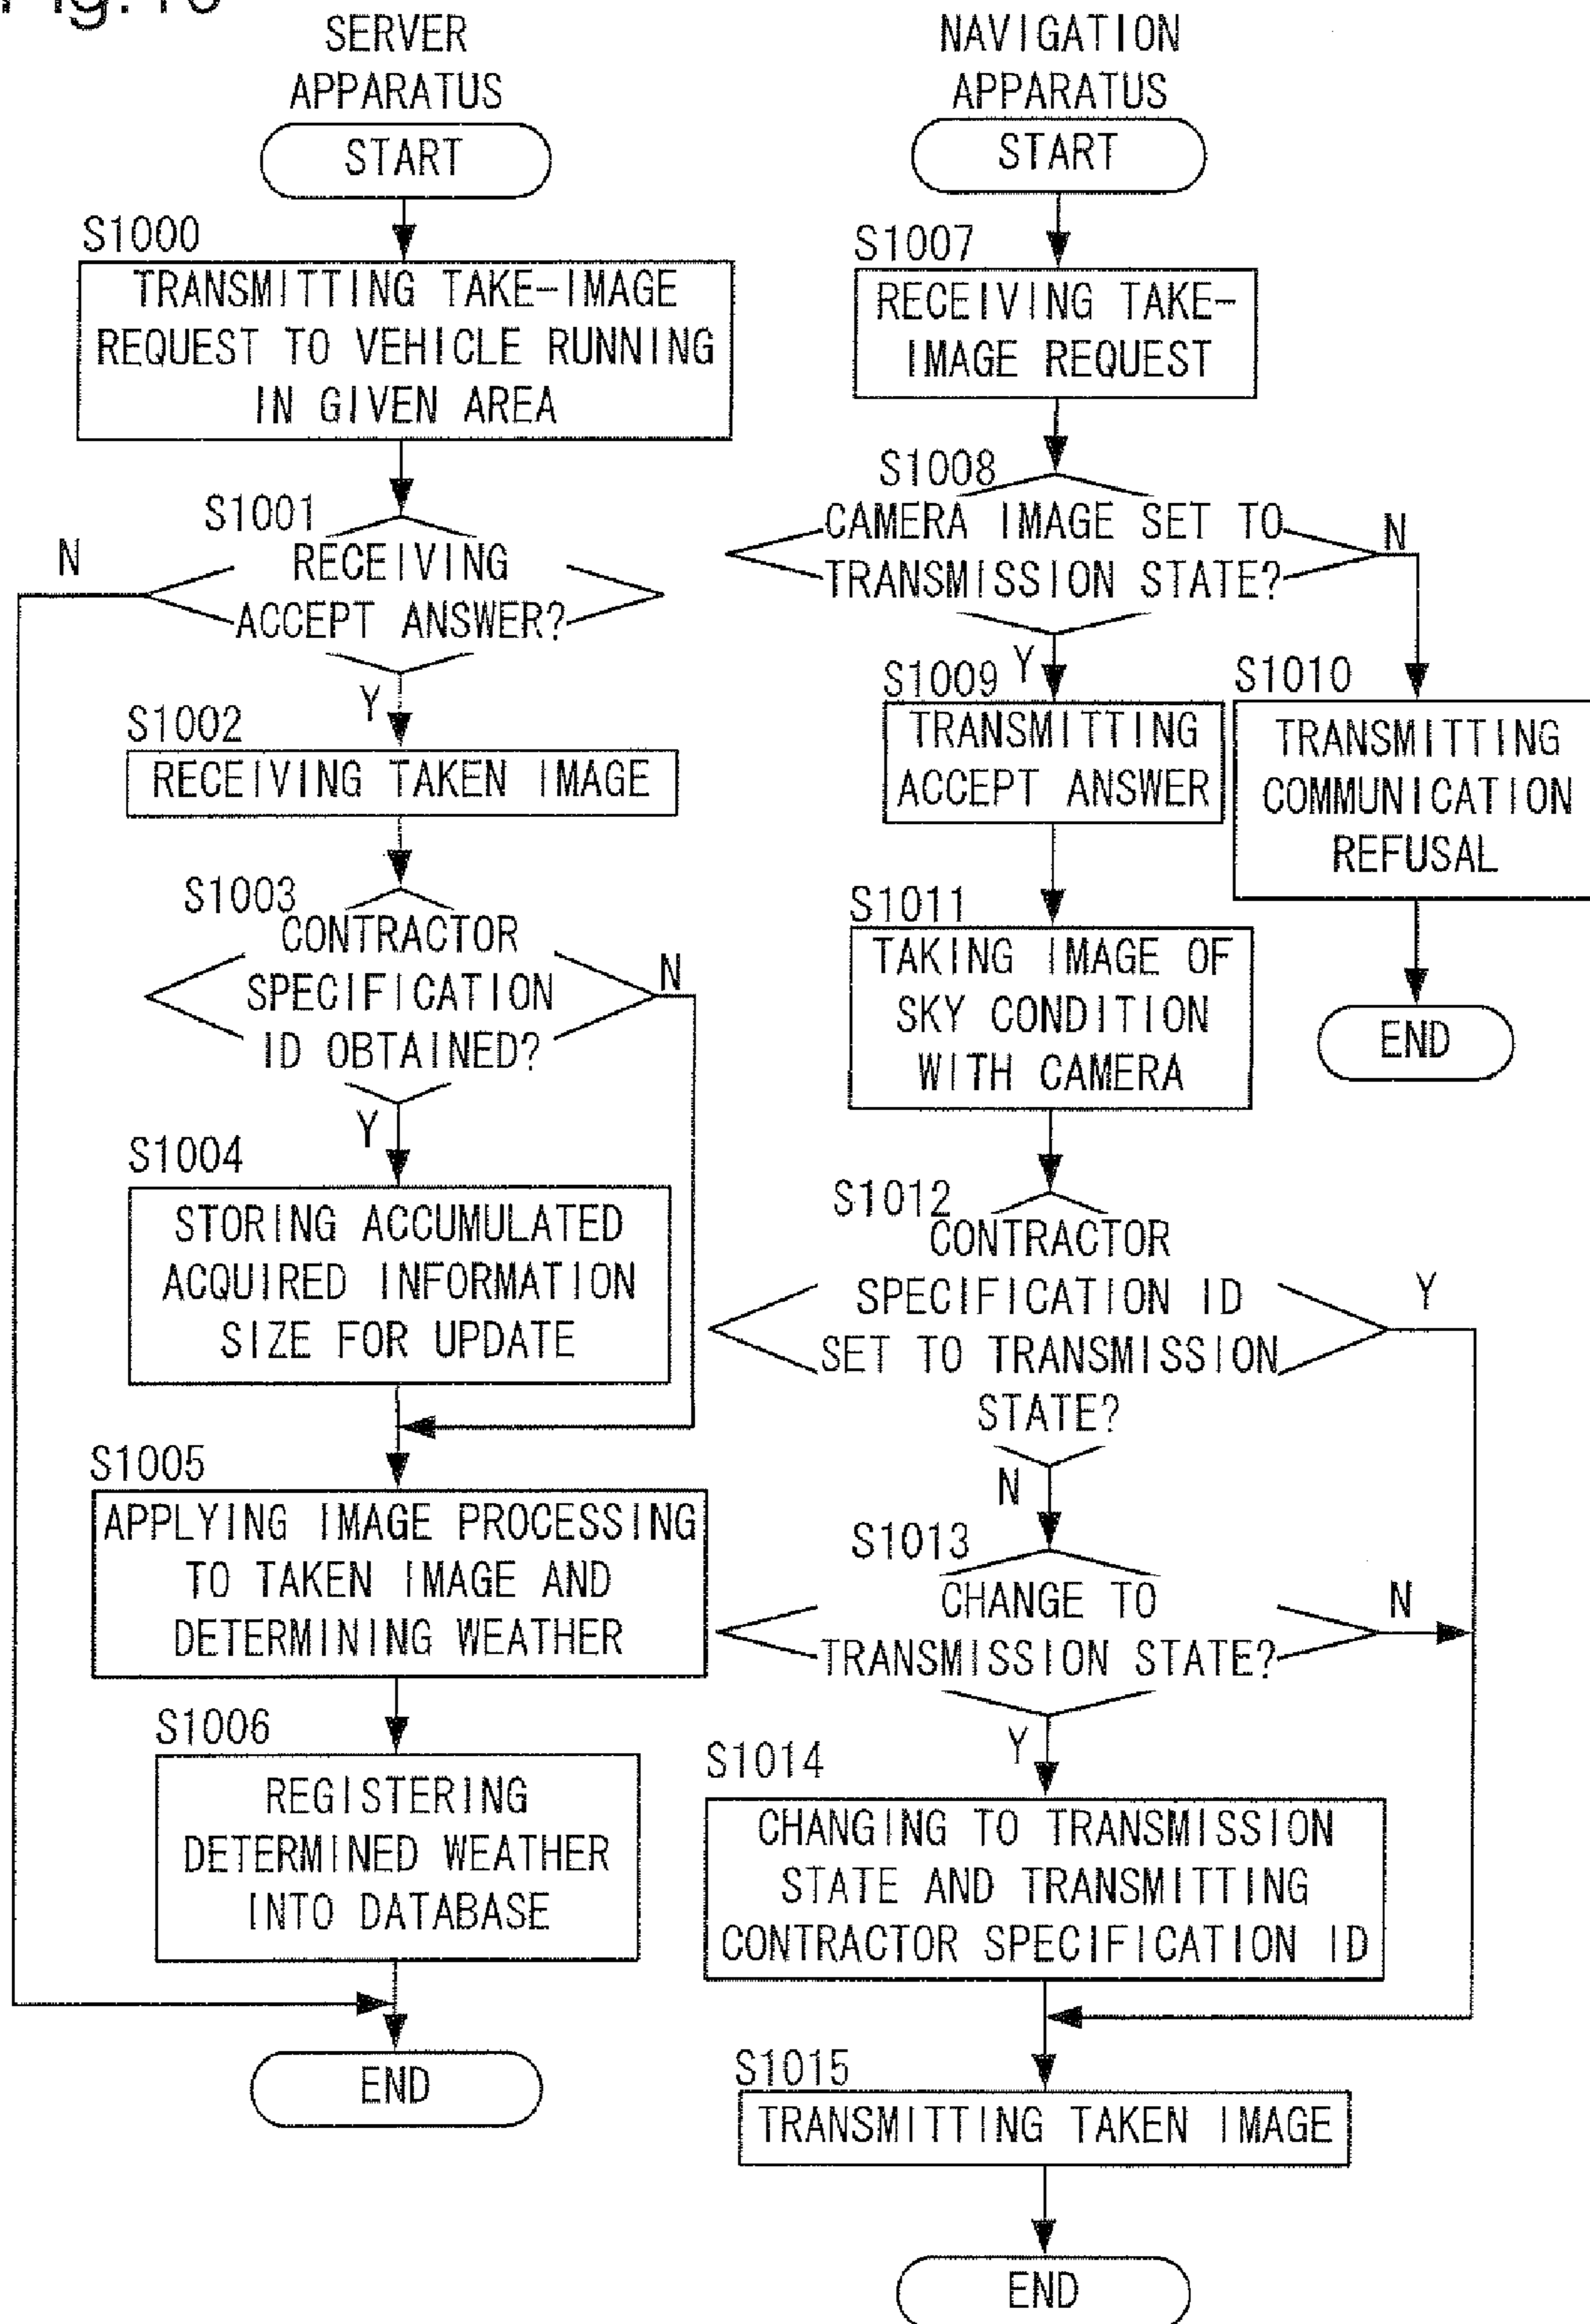 SERVER
APPARATUS
START
S1000
TRANSMITTING TAKE-IMAGE
REQUEST TO VEHICLE RUNNING
IN GIVEN AREA
S1001
RECEIVING
ACCEPT ANSWER?
N
Y
S1002
RECEIVING TAKEN IMAGE
S1003
CONTRACTOR
SPECIFICATION
ID OBTAINED?
N
Y
S1004
STORING ACCUMULATED
ACQUIRED INFORMATION
SIZE FOR UPDATE
S1005
APPLYING IMAGE PROCESSING
TO TAKEN IMAGE AND
DETERMINING WEATHER
S1006
REGISTERING
DETERMINED WEATHER
INTO DATABASE
END
NAVIGATION
APPARATUS
START
S1007
RECEIVING TAKE-
IMAGE REQUEST
S1008
CAMERA IMAGE SET TO
TRANSMISSION STATE?
N
Y
S1009
TRANSMITTING
ACCEPT ANSWER
S1010
TRANSMITTING
COMMUNICATION
REFUSAL
END
S1011
TAKING IMAGE OF
SKY CONDITION
WITH CAMERA
S1012
CONTRACTOR
SPECIFICATION ID
SET TO TRANSMISSION
STATE?
Y
N
S1013
CHANGE TO
TRANSMISSION STATE?
N
Y
S1014
CHANGING TO TRANSMISSION
STATE AND TRANSMITTING
CONTRACTOR SPECIFICATION ID
S1015
TRANSMITTING TAKEN IMAGE
END